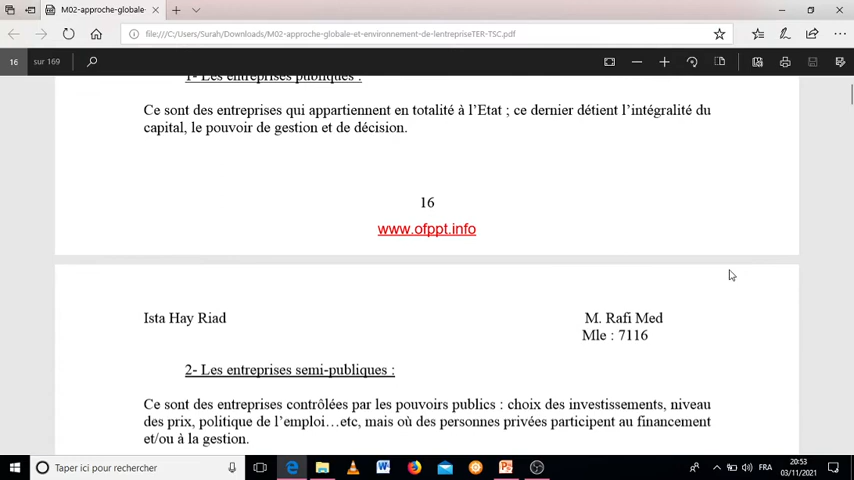 M02-approche-globale-
file:///C:/Users/Surah/Downloads/M02-approche-globale-et-environnement-de-lentrepriseTER-TSC.pdf
16 sur 169
1- Les entreprises publiques :
Ce sont des entreprises qui appartiennent en totalité à l'Etat ; ce dernier détient l'intégralité du
capital, le pouvoir de gestion et de décision.
16
www.ofppt.info
Ista Hay Riad M. Rafi Med
Mle : 7116
2- Les entreprises semi-publiques :
Ce sont des entreprises contrôlées par les pouvoirs publics : choix des investissements, niveau
des prix, politique de l'emploi…etc, mais où des personnes privées participent au financement
et/ou à la gestion.
Taper ici pour rechercher FRA 20:53
03/11/2021